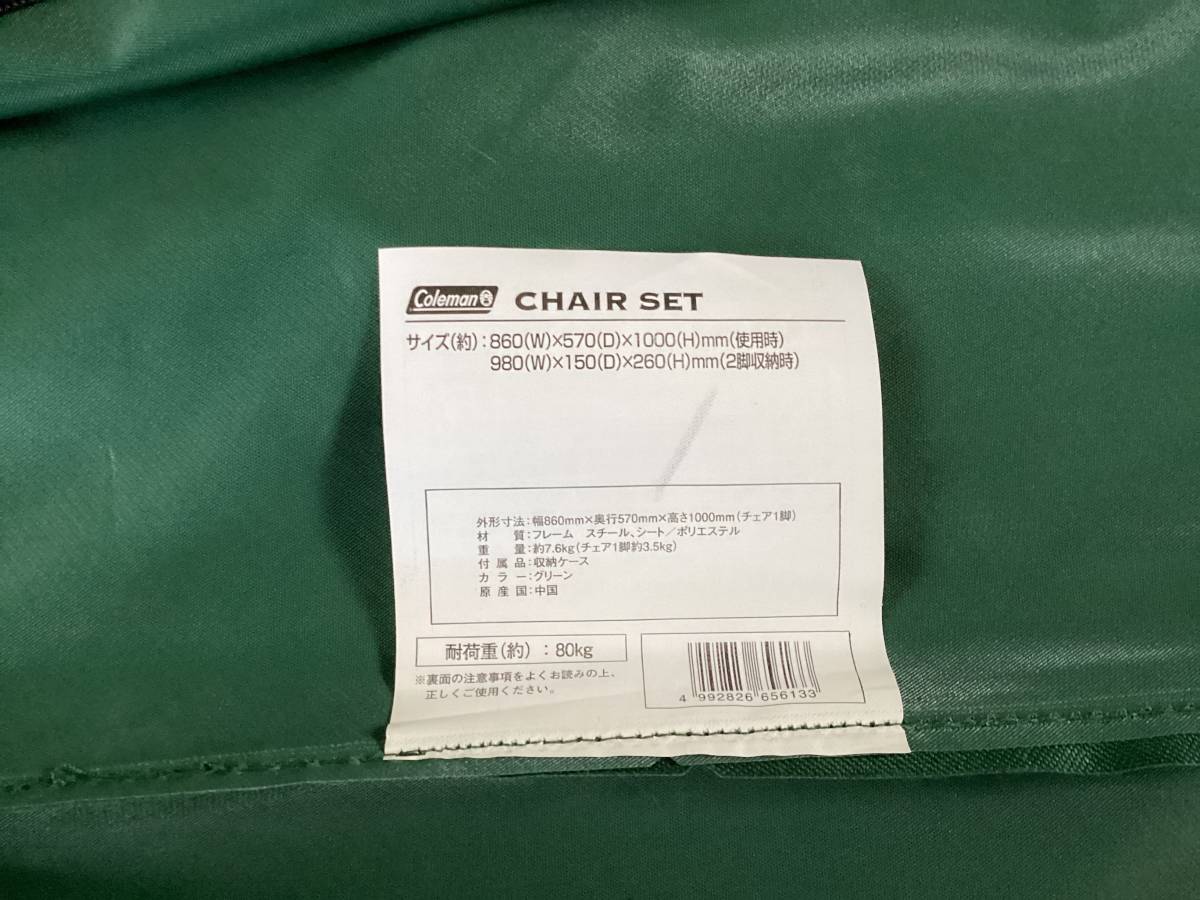 Coleman CHAIR SET
サイズ(約):860(W)×570(D)×1000(H)mm(使用時)
980(W)×150(D)×260(H)mm(2脚収納時)
外形寸法:幅860mm×奥行570mm×高さ1000mm(チェア1脚)
材 質:フレーム スチール、シート/ポリエステル
重 量:約7.6kg(チェア1脚約3.5kg)
付属品:収納ケース
カラー:グリーン
原産国:中国
耐荷重(約):80kg
※裏面の注意事項をよくお読みの上、
正しくご使用ください。
4 992826 656133